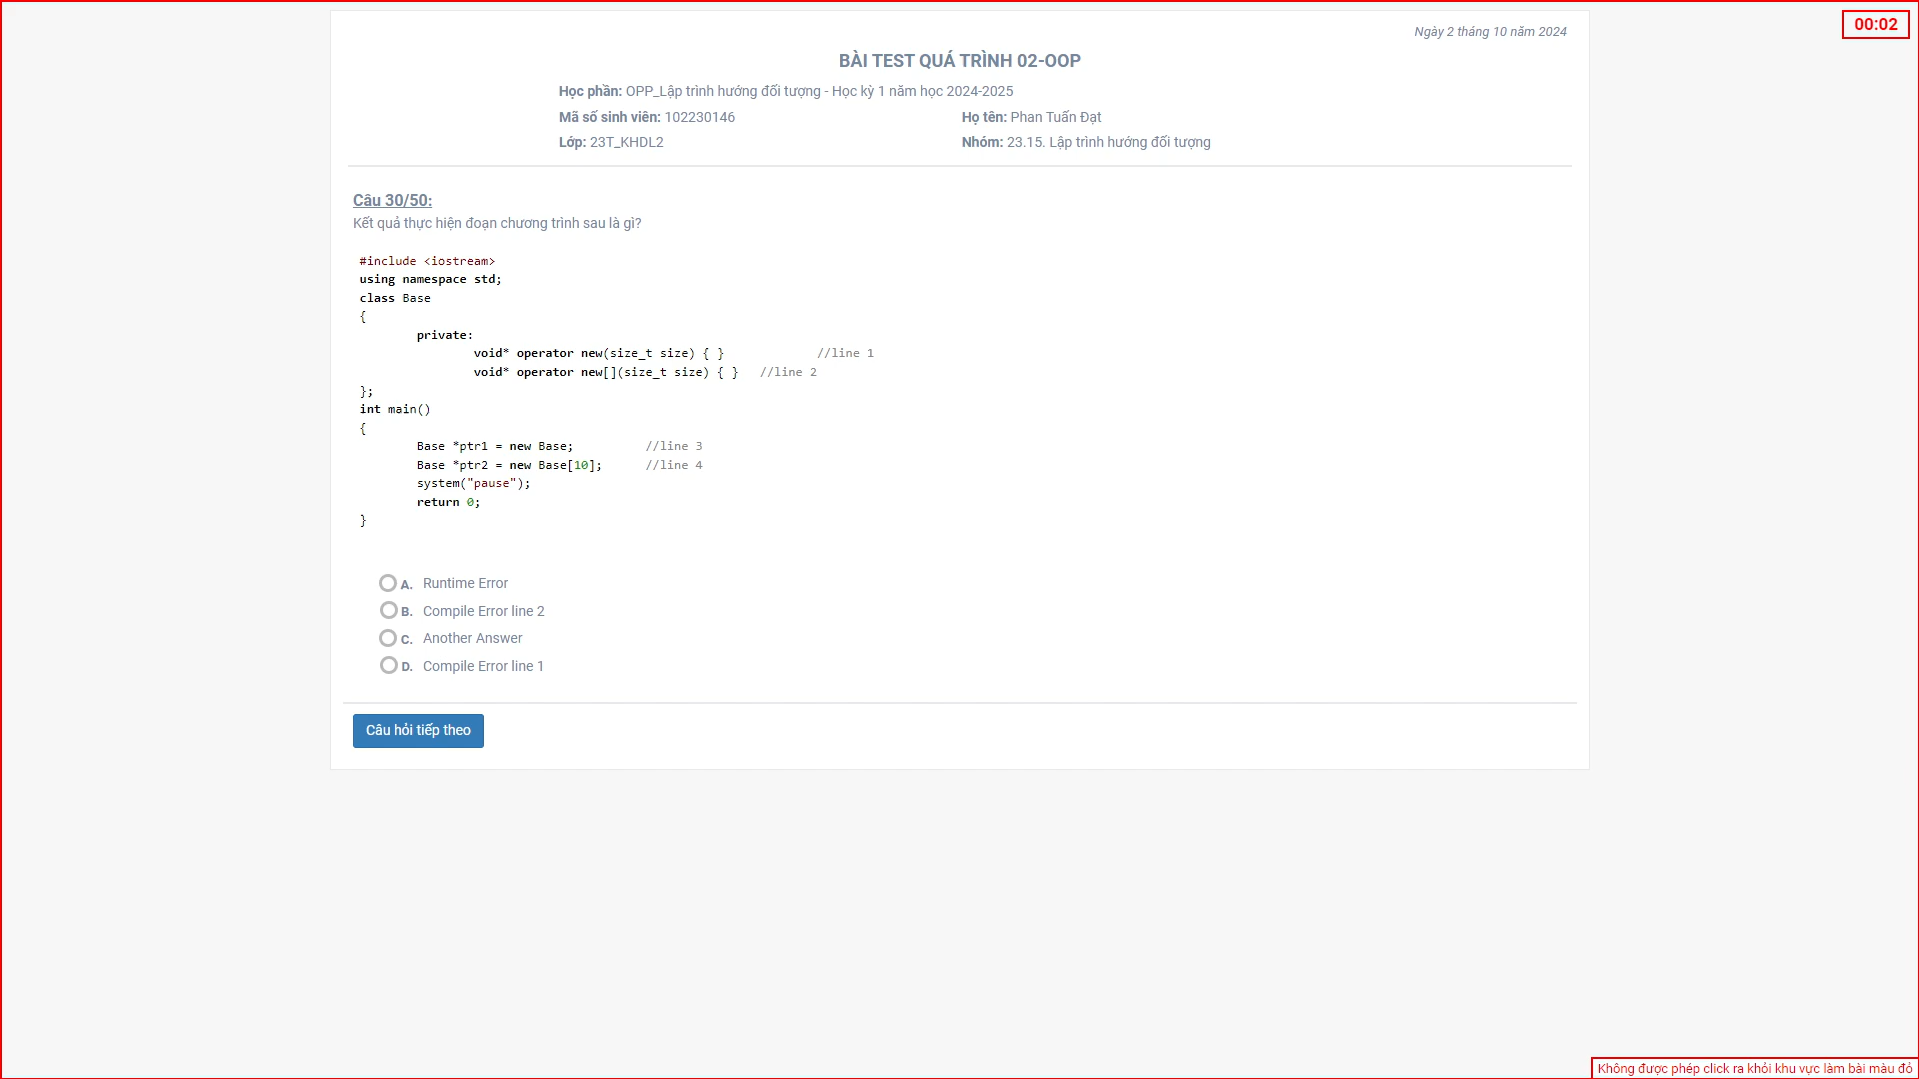 00:02
Ngày 2 tháng 10 năm 2024
BÀI TEST QUÁ TRÌNH 02-OOP
Học phần: OPP_Lập trình hướng đối tượng - Học kỳ 1 năm học 2024-2025
Mã số sinh viên: 102230146 Họ tên: Phan Tuấn Đạt
Lớp: 23T_KHDL2 Nhóm: 23.15. Lập trình hướng đối tượng
Câu 30/50:
Kết quả thực hiện đoạn chương trình sau là gì?
#include <iostream>
using namespace std;
class Base
{
private:
void* operator new(size_t size) { } //line 1
void* operator new[](size_t size) { } //line 2
};
int main()
{
Base *ptr1 = new Base; //line 3
Base *ptr2 = new Base[10]; //line 4
system("pause");
return 0;
}
A. Runtime Error
B. Compile Error line 2
C. Another Answer
D. Compile Error line 1
Câu hỏi tiếp theo
Không được phép click ra khỏi khu vực làm bài màu đỏ